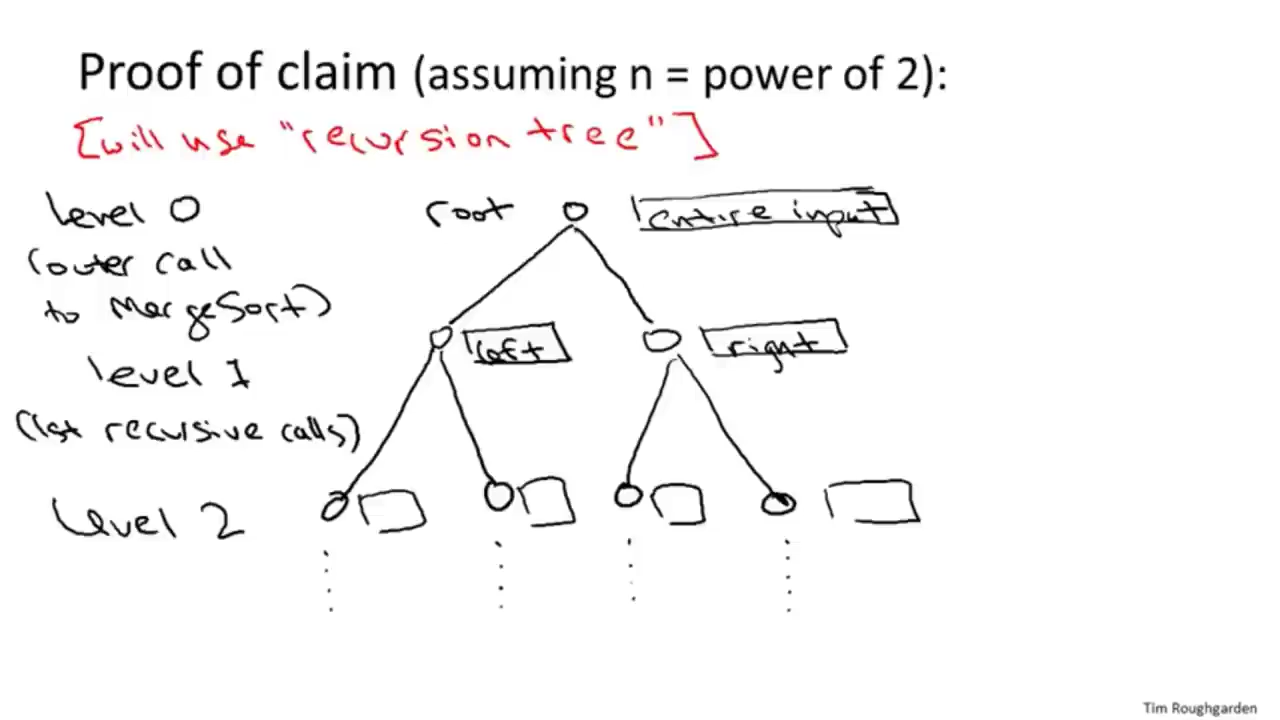 Proof of claim (assuming n = power of 2):
[will use "recursion tree"]
level 0
root
entire input
(outer call
to MergeSort)
left
right
level 1
(1st recursive calls)
level 2
Tim Roughgarden